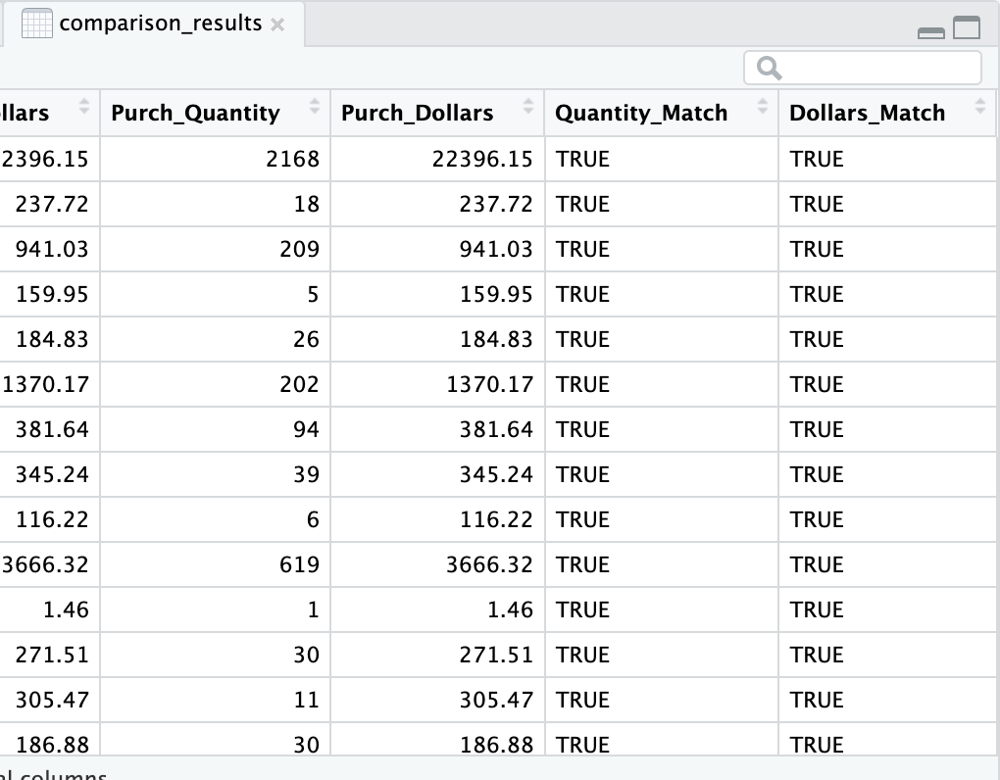 comparison_results
llars Purch_Quantity Purch_Dollars Quantity_Match Dollars_Match
2396.15 2168 22396.15 TRUE TRUE
237.72 18 237.72 TRUE TRUE
941.03 209 941.03 TRUE TRUE
159.95 5 159.95 TRUE TRUE
184.83 26 184.83 TRUE TRUE
1370.17 202 1370.17 TRUE TRUE
381.64 94 381.64 TRUE TRUE
345.24 39 345.24 TRUE TRUE
116.22 6 116.22 TRUE TRUE
3666.32 619 3666.32 TRUE TRUE
1.46 1 1.46 TRUE TRUE
271.51 30 271.51 TRUE TRUE
305.47 11 305.47 TRUE TRUE
186.88 30 186.88 TRUE TRUE
al columns